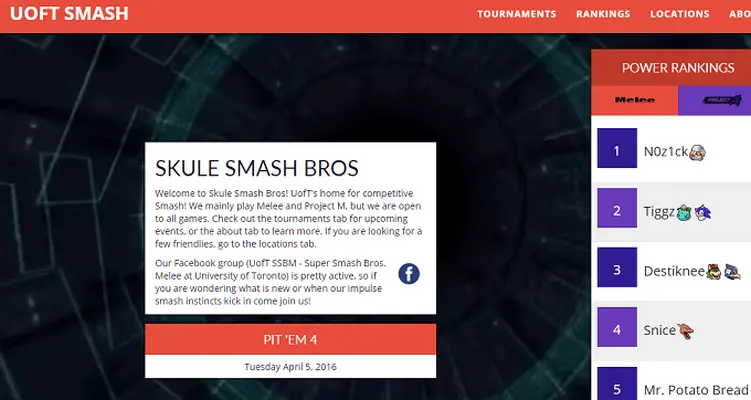 UOFT SMASH
TOURNAMENTS RANKINGS LOCATIONS ABO
SKULE SMASH BROS
Welcome to Skule Smash Bros! UofT's home for competitive
Smash! We mainly play Melee and Project M, but we are open
to all games. Check out the tournaments tab for upcoming
events, or the about tab to learn more. If you are looking for a
few friendlies, go to the locations tab.
Our Facebook group (UofT SSBM - Super Smash Bros.
Melee at University of Toronto) is pretty active, so if
you are wondering what is new or when our impulse
smash instincts kick in come join us!
PIT 'EM 4
Tuesday April 5, 2016
POWER RANKINGS
Melee PROJECT
1 N0z1ck
2 Tiggz
3 Destiknee
4 Snice
5 Mr. Potato Bread